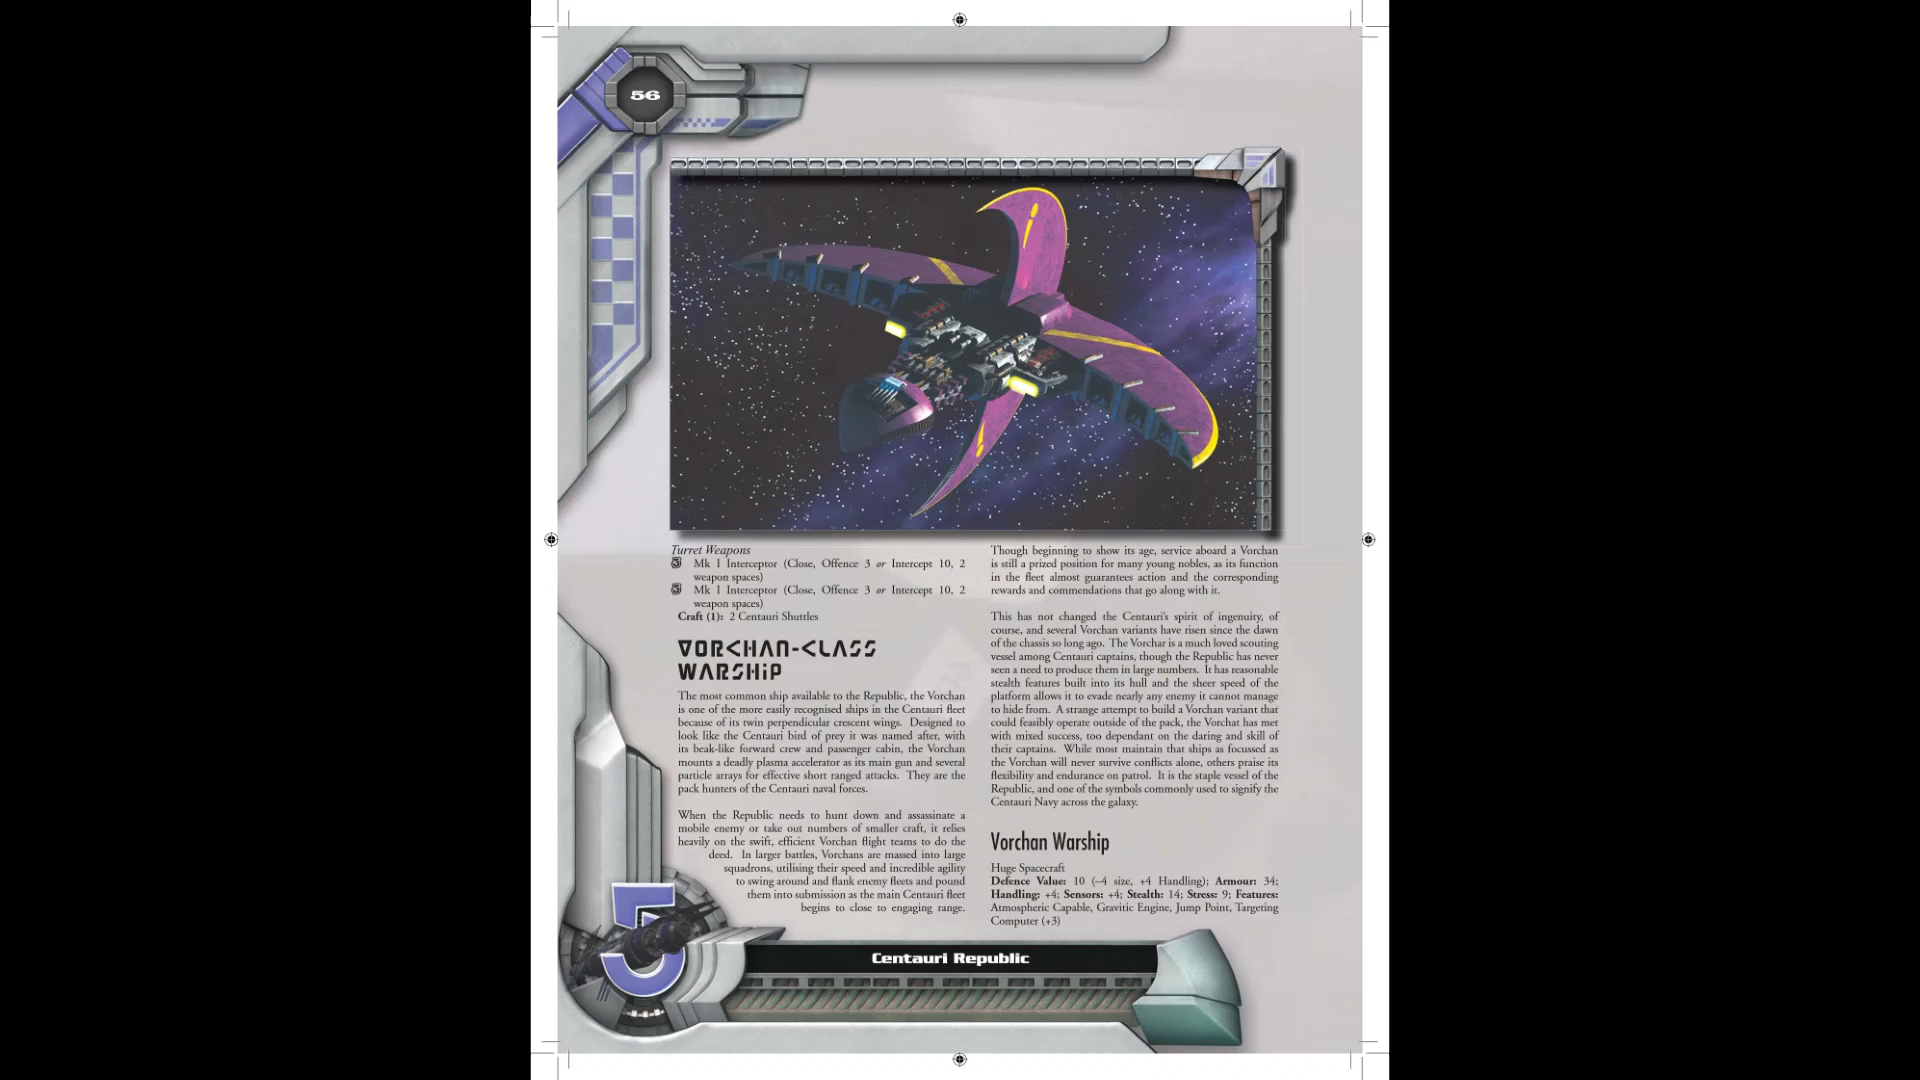 56
Turret Weapons
Mk I Interceptor (Close, Offence 3 or Intercept 10, 2
weapon spaces)
Mk I Interceptor (Close, Offence 3 or Intercept 10, 2
weapon spaces)
Craft (1): 2 Centauri Shuttles
VORCHAN-CLASS
WARSHiP
The most common ship available to the Republic, the Vorchan
is one of the more easily recognised ships in the Centauri fleet
because of its twin perpendicular crescent wings. Designed to
look like the Centauri bird of prey it was named after, with
its beak-like forward crew and passenger cabin, the Vorchan
mounts a deadly plasma accelerator as its main gun and several
particle arrays for effective short ranged attacks. They are the
pack hunters of the Centauri naval forces.
When the Republic needs to hunt down and assassinate a
mobile enemy or take out numbers of smaller craft, it relies
heavily on the swift, efficient Vorchan flight teams to do the
deed. In larger battles, Vorchans are massed into large
squadrons, utilising their speed and incredible agility
to swing around and flank enemy fleets and pound
them into submission as the main Centauri fleet
begins to close to engaging range.
Though beginning to show its age, service aboard a Vorchan
is still a prized position for many young nobles, as its function
in the fleet almost guarantees action and the corresponding
rewards and commendations that go along with it.
This has not changed the Centauri's spirit of ingenuity, of
course, and several Vorchan variants have risen since the dawn
of the chassis so long ago. The Vorchar is a much loved scouting
vessel among Centauri captains, though the Republic has never
seen a need to produce them in large numbers. It has reasonable
stealth features built into its hull and the sheer speed of the
platform allows it to evade nearly any enemy it cannot manage
to hide from. A strange attempt to build a Vorchan variant that
could feasibly operate outside of the pack, the Vorchat has met
with mixed success, too dependant on the daring and skill of
their captains. While most maintain that ships as focussed as
the Vorchan will never survive conflicts alone, others praise its
flexibility and endurance on patrol. It is the staple vessel of the
Republic, and one of the symbols commonly used to signify the
Centauri Navy across the galaxy.
Vorchan Warship
Huge Spacecraft
Defence Value: 10 (–4 size, +4 Handling); Armour: 34;
Handling: +4; Sensors: +4; Stealth: 14; Stress: 9; Features:
Atmospheric Capable, Gravitic Engine, Jump Point, Targeting
Computer (+3)
5
Centauri Republic